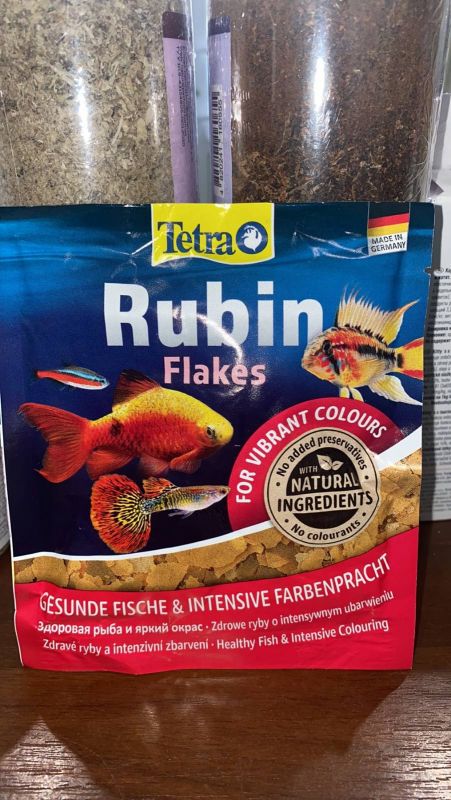 Tetra
MADE IN
GERMANY
Rubin
Flakes
FOR VIBRANT COLOURS
No added preservatives
WITH
NATURAL
INGREDIENTS
No colourants
GESUNDE FISCHE & INTENSIVE FARBENPRACHT
Здоровая рыба и яркий окрас · Zdrowe ryby o intensywnym ubarwieniu
Zdravé ryby a intenzivní zbarvení · Healthy Fish & Intensive Colouring